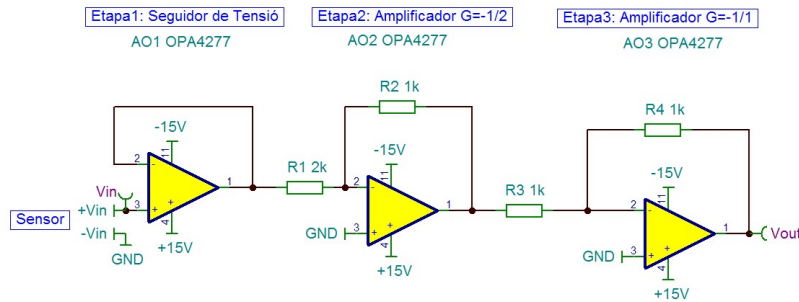 Etapa1: Seguidor de Tensió
Etapa2: Amplificador G=-1/2
Etapa3: Amplificador G=-1/1
AO1 OPA4277
AO2 OPA4277
AO3 OPA4277
R2 1k
R4 1k
-15V
-15V
-15V
R1 2k
R3 1k
2
-
11
1
3
+
+
4
2
-
11
1
3
+
+
4
2
-
11
1
3
+
+
4
Vin
+Vin
Sensor
-Vin
GND
+15V
GND
+15V
GND
+15V
Vout